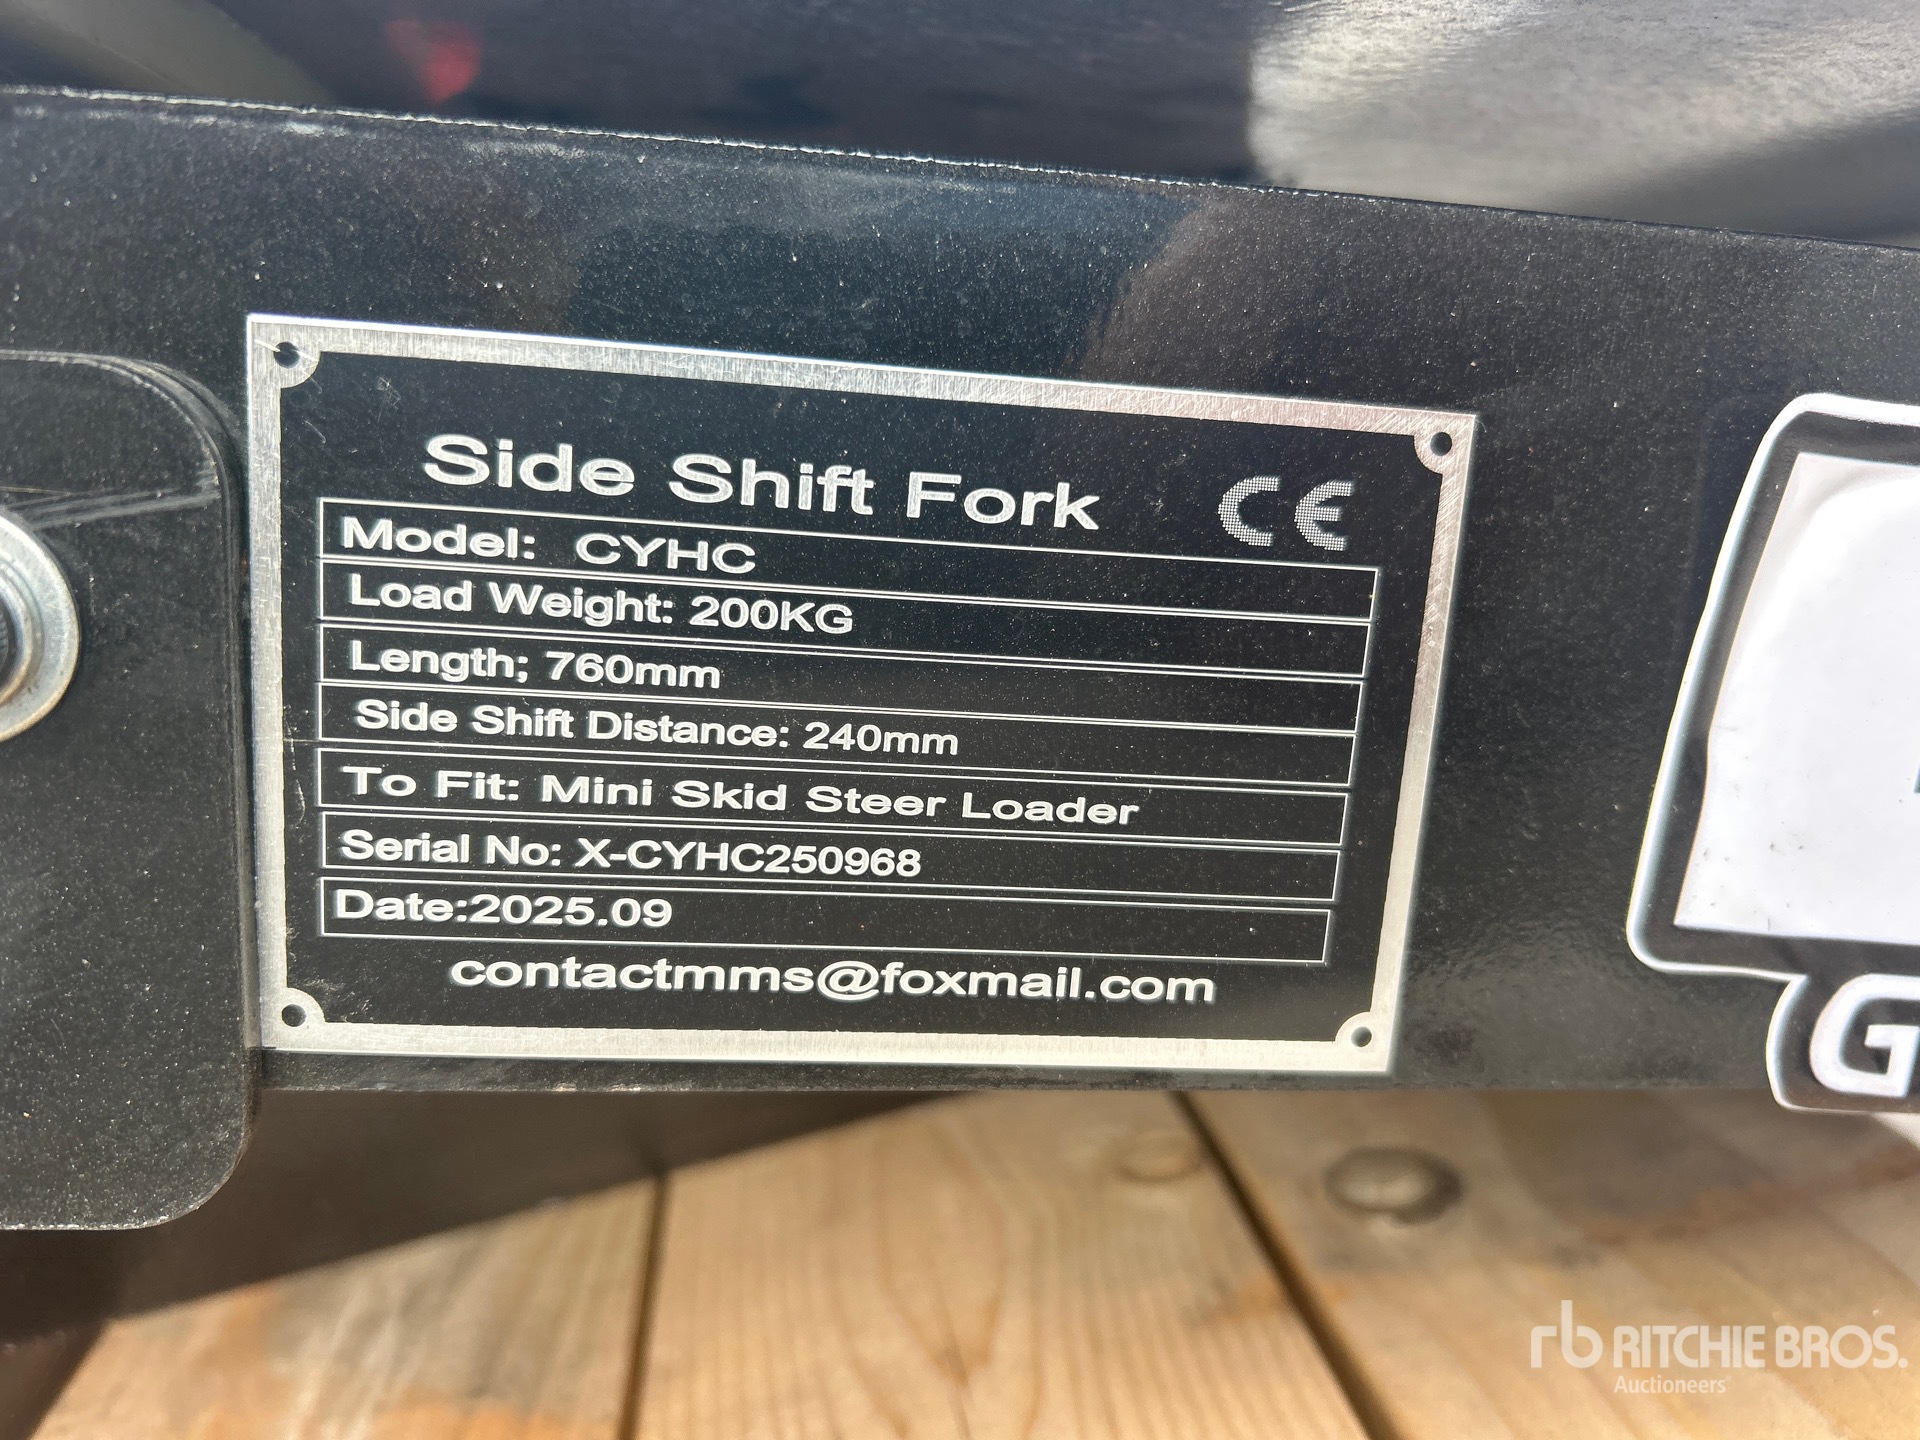 Side Shift Fork CE
Model: CYHC
Load Weight: 200KG
Length; 760mm
Side Shift Distance: 240mm
To Fit: Mini Skid Steer Loader
Serial No: X-CYHC250968
Date:2025.09
contactmms@foxmail.com
G
rb RITCHIE BROS.
Auctioneers